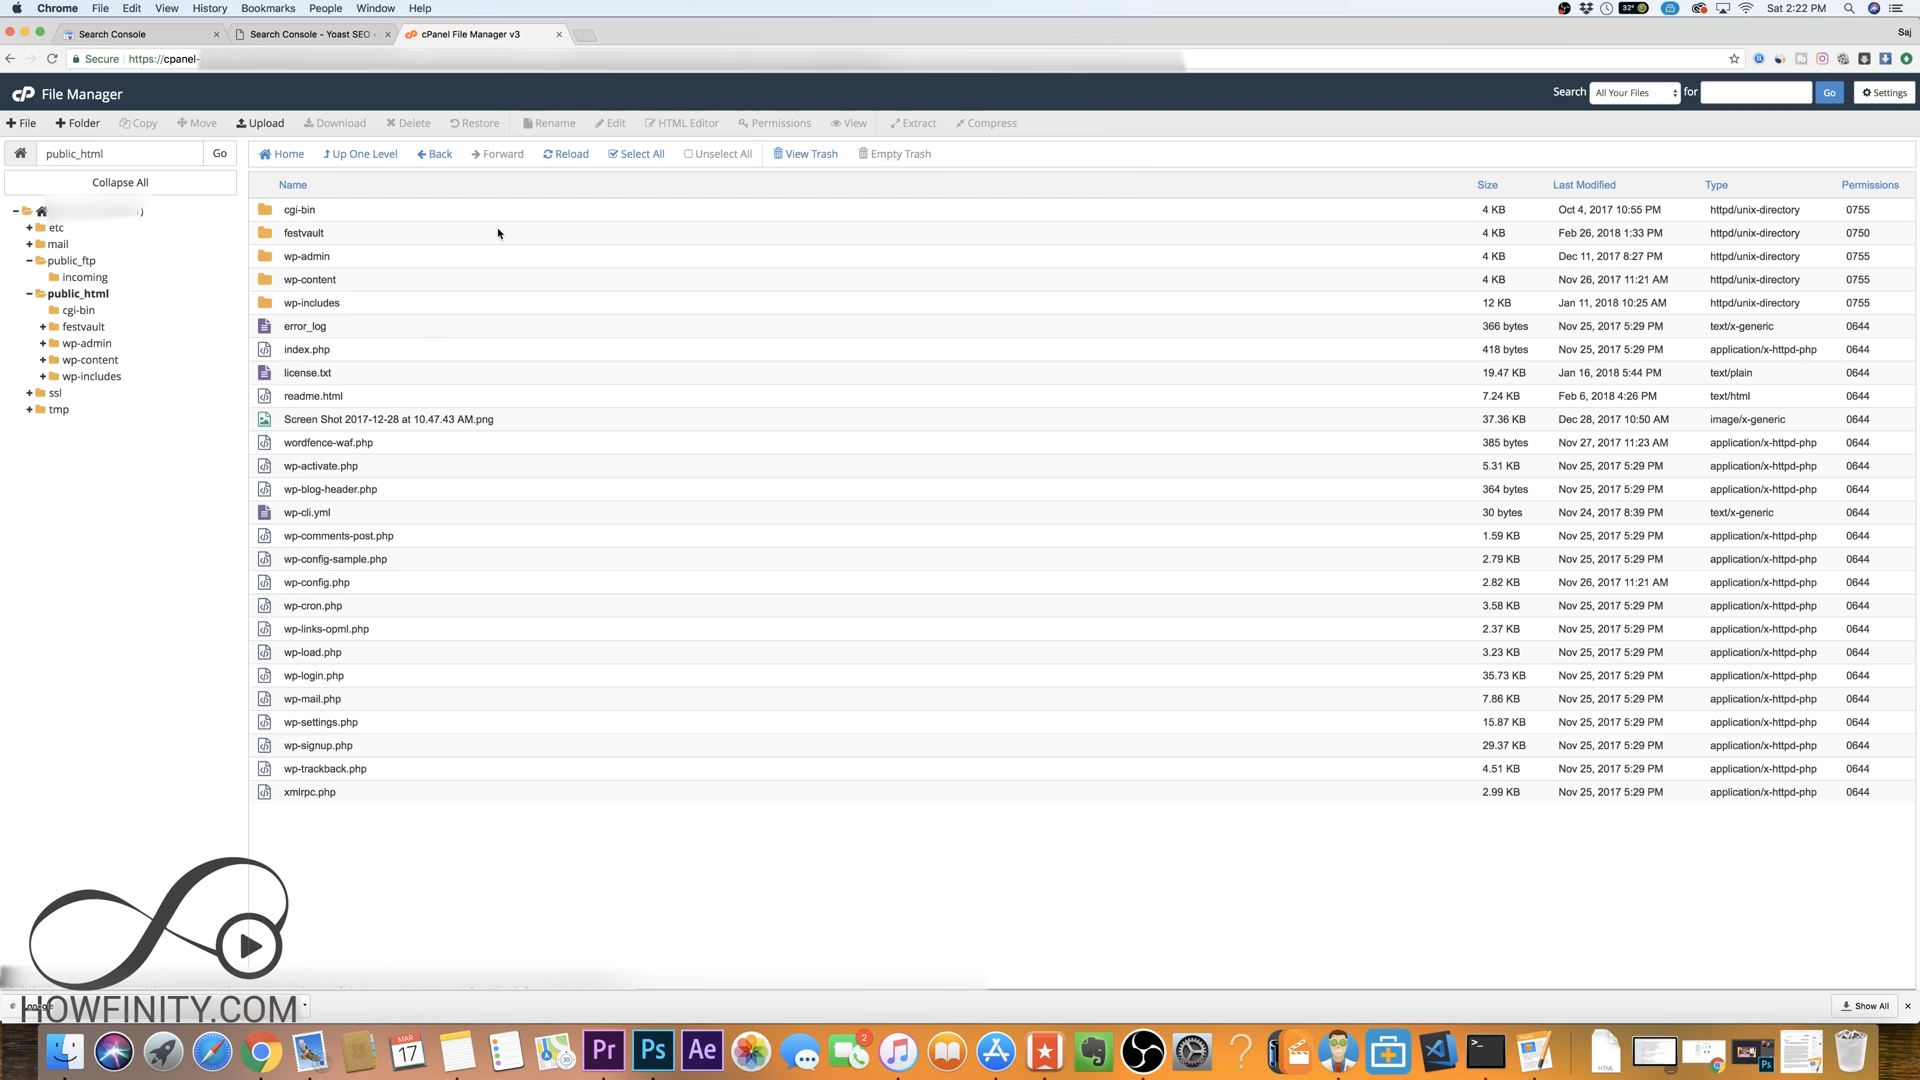 Chrome File Edit View History Bookmarks People Window Help 32° Sat 2:22 PM
Search Console Search Console - Yoast SEO cPanel File Manager v3 Saj
Secure https://cpanel-
cP File Manager Search All Your Files for Go Settings
+ File + Folder Copy Move Upload Download Delete Restore Rename Edit HTML Editor Permissions View Extract Compress
public_html Go Home Up One Level Back Forward Reload Select All Unselect All View Trash Empty Trash
Collapse All
etc
mail
public_ftp
incoming
public_html
cgi-bin
festvault
wp-admin
wp-content
wp-includes
ssl
tmp
Name Size Last Modified Type Permissions
cgi-bin 4 KB Oct 4, 2017 10:55 PM httpd/unix-directory 0755
festvault 4 KB Feb 26, 2018 1:33 PM httpd/unix-directory 0750
wp-admin 4 KB Dec 11, 2017 8:27 PM httpd/unix-directory 0755
wp-content 4 KB Nov 26, 2017 11:21 AM httpd/unix-directory 0755
wp-includes 12 KB Jan 11, 2018 10:25 AM httpd/unix-directory 0755
error_log 366 bytes Nov 25, 2017 5:29 PM text/x-generic 0644
index.php 418 bytes Nov 25, 2017 5:29 PM application/x-httpd-php 0644
license.txt 19.47 KB Jan 16, 2018 5:44 PM text/plain 0644
readme.html 7.24 KB Feb 6, 2018 4:26 PM text/html 0644
Screen Shot 2017-12-28 at 10.47.43 AM.png 37.36 KB Dec 28, 2017 10:50 AM image/x-generic 0644
wordfence-waf.php 385 bytes Nov 27, 2017 11:23 AM application/x-httpd-php 0644
wp-activate.php 5.31 KB Nov 25, 2017 5:29 PM application/x-httpd-php 0644
wp-blog-header.php 364 bytes Nov 25, 2017 5:29 PM application/x-httpd-php 0644
wp-cli.yml 30 bytes Nov 24, 2017 8:39 PM text/x-generic 0644
wp-comments-post.php 1.59 KB Nov 25, 2017 5:29 PM application/x-httpd-php 0644
wp-config-sample.php 2.79 KB Nov 25, 2017 5:29 PM application/x-httpd-php 0644
wp-config.php 2.82 KB Nov 26, 2017 11:21 AM application/x-httpd-php 0644
wp-cron.php 3.58 KB Nov 25, 2017 5:29 PM application/x-httpd-php 0644
wp-links-opml.php 2.37 KB Nov 25, 2017 5:29 PM application/x-httpd-php 0644
wp-load.php 3.23 KB Nov 25, 2017 5:29 PM application/x-httpd-php 0644
wp-login.php 35.73 KB Nov 25, 2017 5:29 PM application/x-httpd-php 0644
wp-mail.php 7.86 KB Nov 25, 2017 5:29 PM application/x-httpd-php 0644
wp-settings.php 15.87 KB Nov 25, 2017 5:29 PM application/x-httpd-php 0644
wp-signup.php 29.37 KB Nov 25, 2017 5:29 PM application/x-httpd-php 0644
wp-trackback.php 4.51 KB Nov 25, 2017 5:29 PM application/x-httpd-php 0644
xmlrpc.php 2.99 KB Nov 25, 2017 5:29 PM application/x-httpd-php 0644
HOWFINITY.COM
Show All
MAR 17 Pr Ps Ae 2 HTML Ps